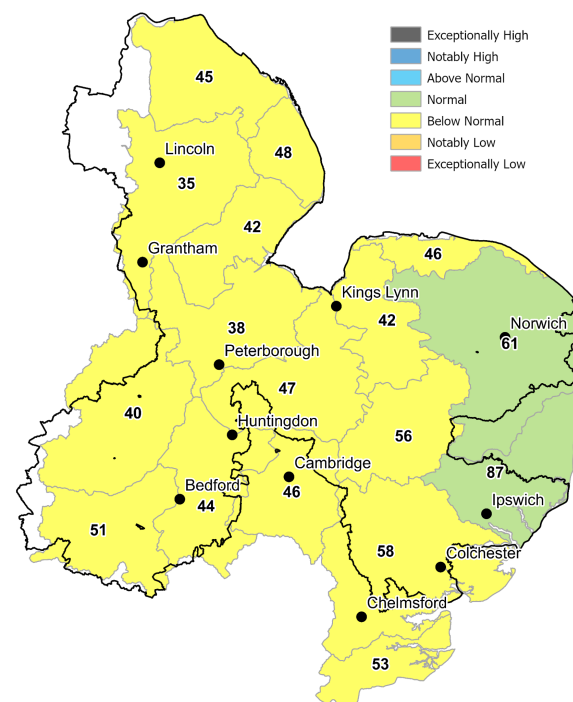 Exceptionally High
Notably High
Above Normal
Normal
Below Normal
Notably Low
Exceptionally Low
45
Lincoln
48
35
42
Grantham
46
Kings Lynn
42
38
Norwich
61
Peterborough
47
40
Huntingdon
56
Cambridge
87
Bedford
46
44
Ipswich
51
58
Colchester
Chelmsford
53